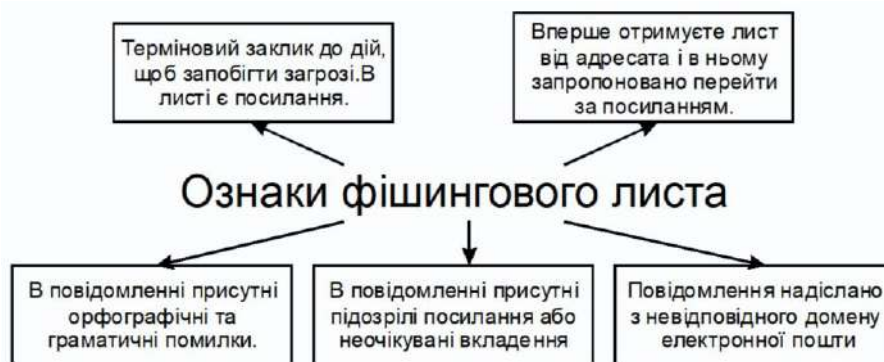 Терміновий заклик до дій,
щоб запобігти загрозі.В
листі є посилання.
Вперше отримуєте лист
від адресата і в ньому
запропоновано перейти
за посиланням.
Ознаки фішингового листа
В повідомленні присутні
орфографічні та
граматичні помилки.
В повідомленні присутні
підозрілі посилання або
неочікувані вкладення
Повідомлення надіслано
з невідповідного домену
електронної пошти